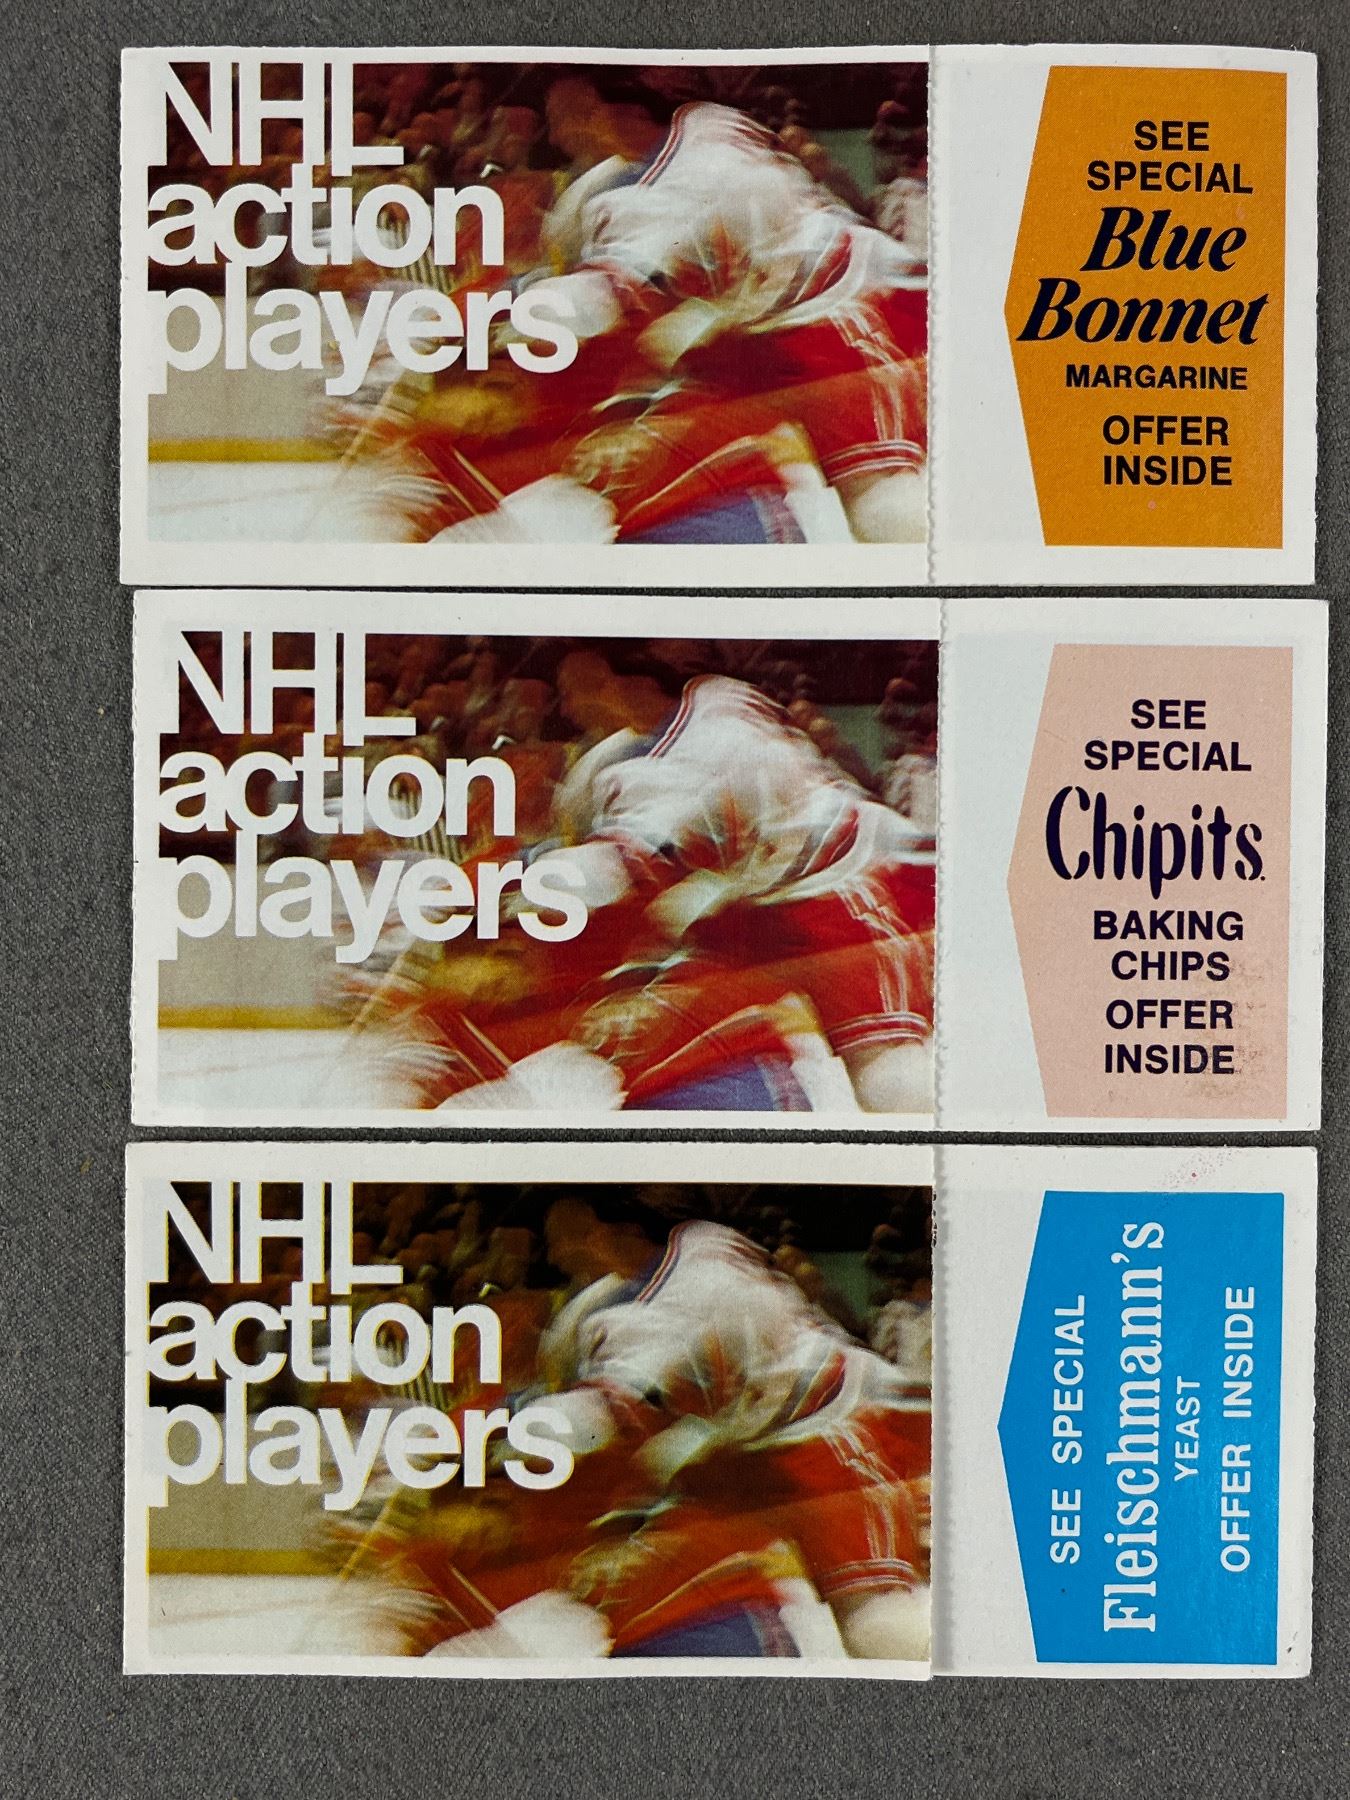 NHL
action
players
SEE
SPECIAL
Blue
Bonnet
MARGARINE
OFFER
INSIDE
NHL
action
players
SEE
SPECIAL
Chipits
BAKING
CHIPS
OFFER
INSIDE
NHL
action
players
SEE SPECIAL
Fleischmann's
YEAST
OFFER INSIDE